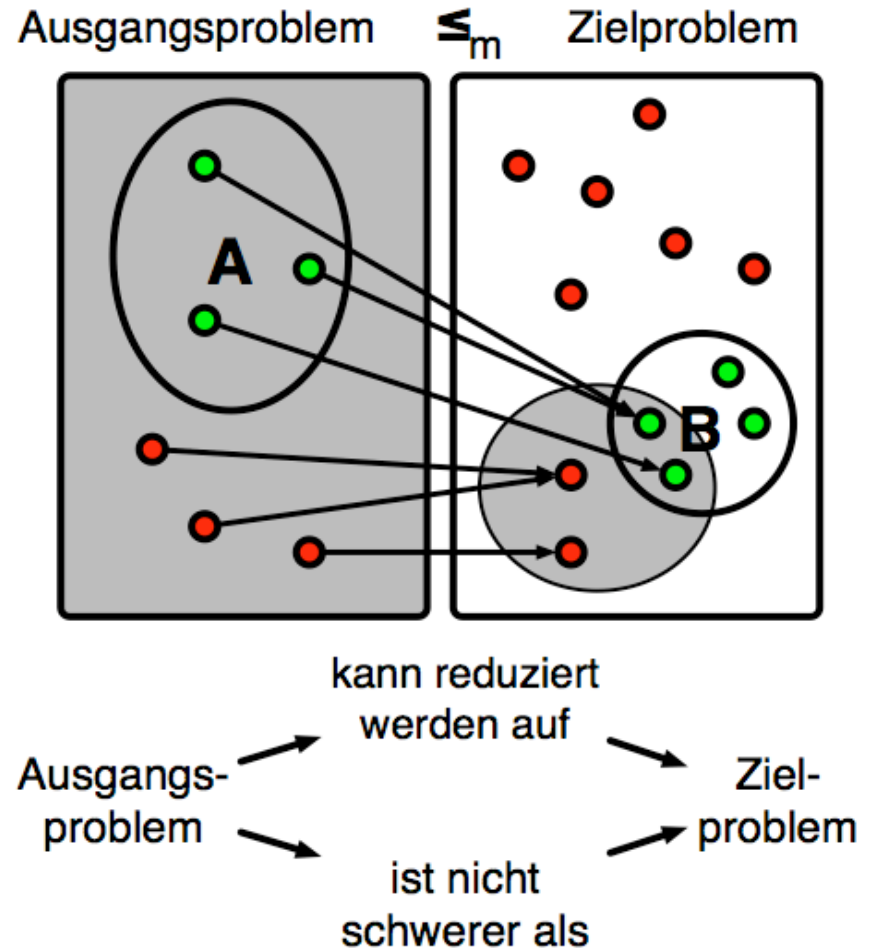 Ausgangsproblem ≤m Zielproblem
A
B
kann reduziert
werden auf
Ausgangs-
problem
Ziel-
problem
ist nicht
schwerer als